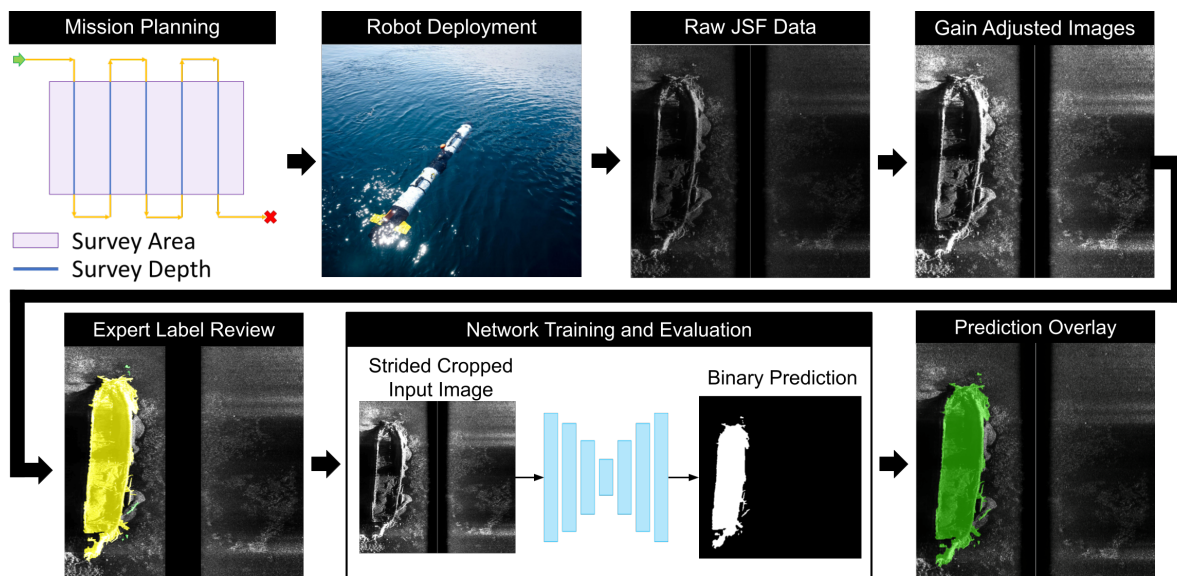 Mission Planning
Robot Deployment
Raw JSF Data
Gain Adjusted Images
Survey Area
Survey Depth
Expert Label Review
Network Training and Evaluation
Prediction Overlay
Strided Cropped
Input Image
Binary Prediction